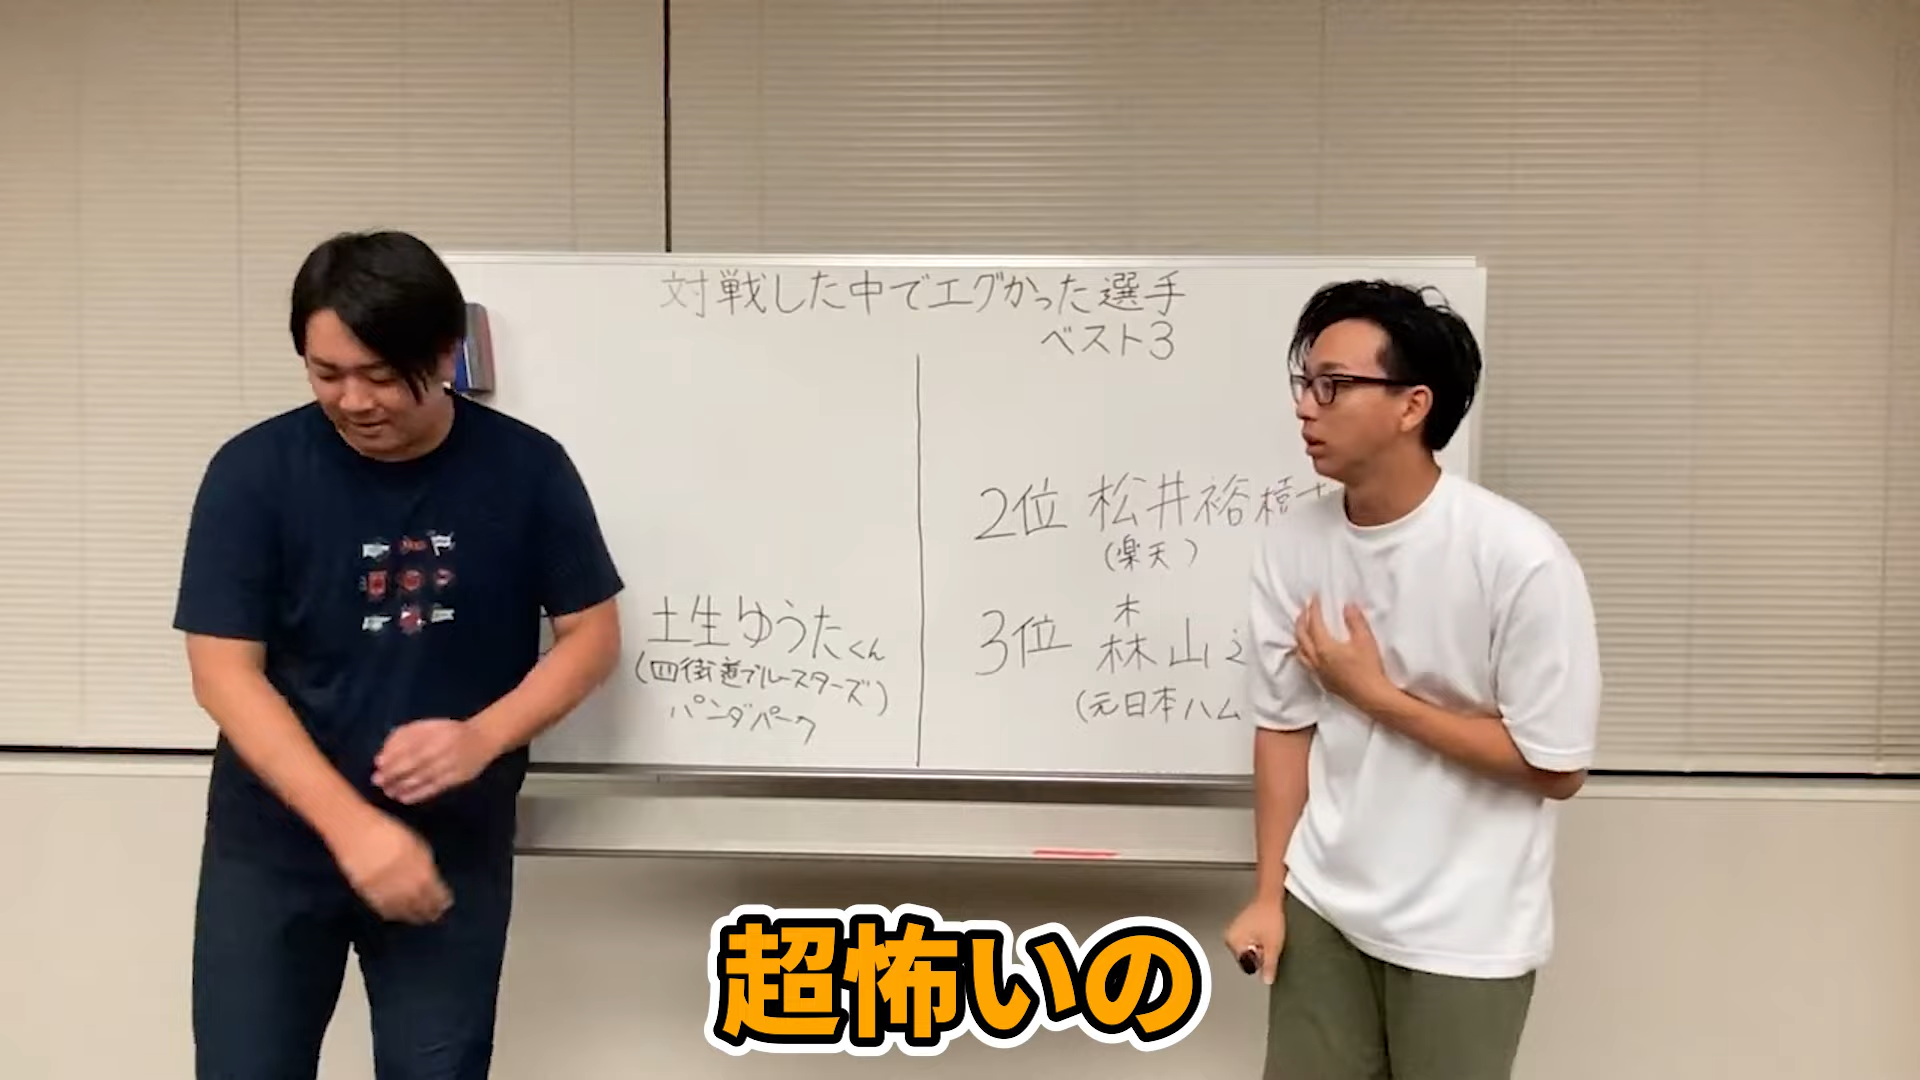 対戦した中でエグかった選手
ベスト3
2位 松井裕樹
(楽天)
土生ゆうたくん
(四街道ブルースターズ)
パンダパーク
3位 森山
(元日本ハム
超怖いの